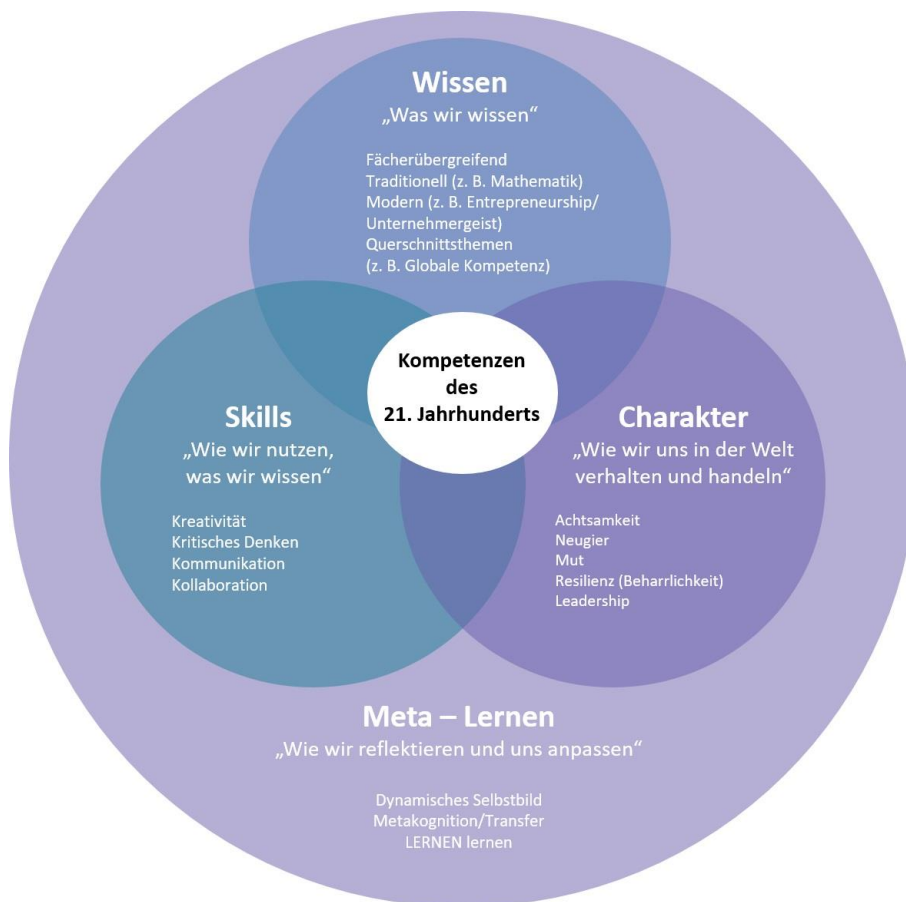 Wissen
„Was wir wissen“
Fächerübergreifend
Traditionell (z. B. Mathematik)
Modern (z. B. Entrepreneurship/
Unternehmergeist)
Querschnittsthemen
(z. B. Globale Kompetenz)
Kompetenzen
des
21. Jahrhunderts
Skills
„Wie wir nutzen,
was wir wissen“
Kreativität
Kritisches Denken
Kommunikation
Kollaboration
Charakter
„Wie wir uns in der Welt
verhalten und handeln“
Achtsamkeit
Neugier
Mut
Resilienz (Beharrlichkeit)
Leadership
Meta – Lernen
„Wie wir reflektieren und uns anpassen“
Dynamisches Selbstbild
Metakognition/Transfer
LERNEN lernen